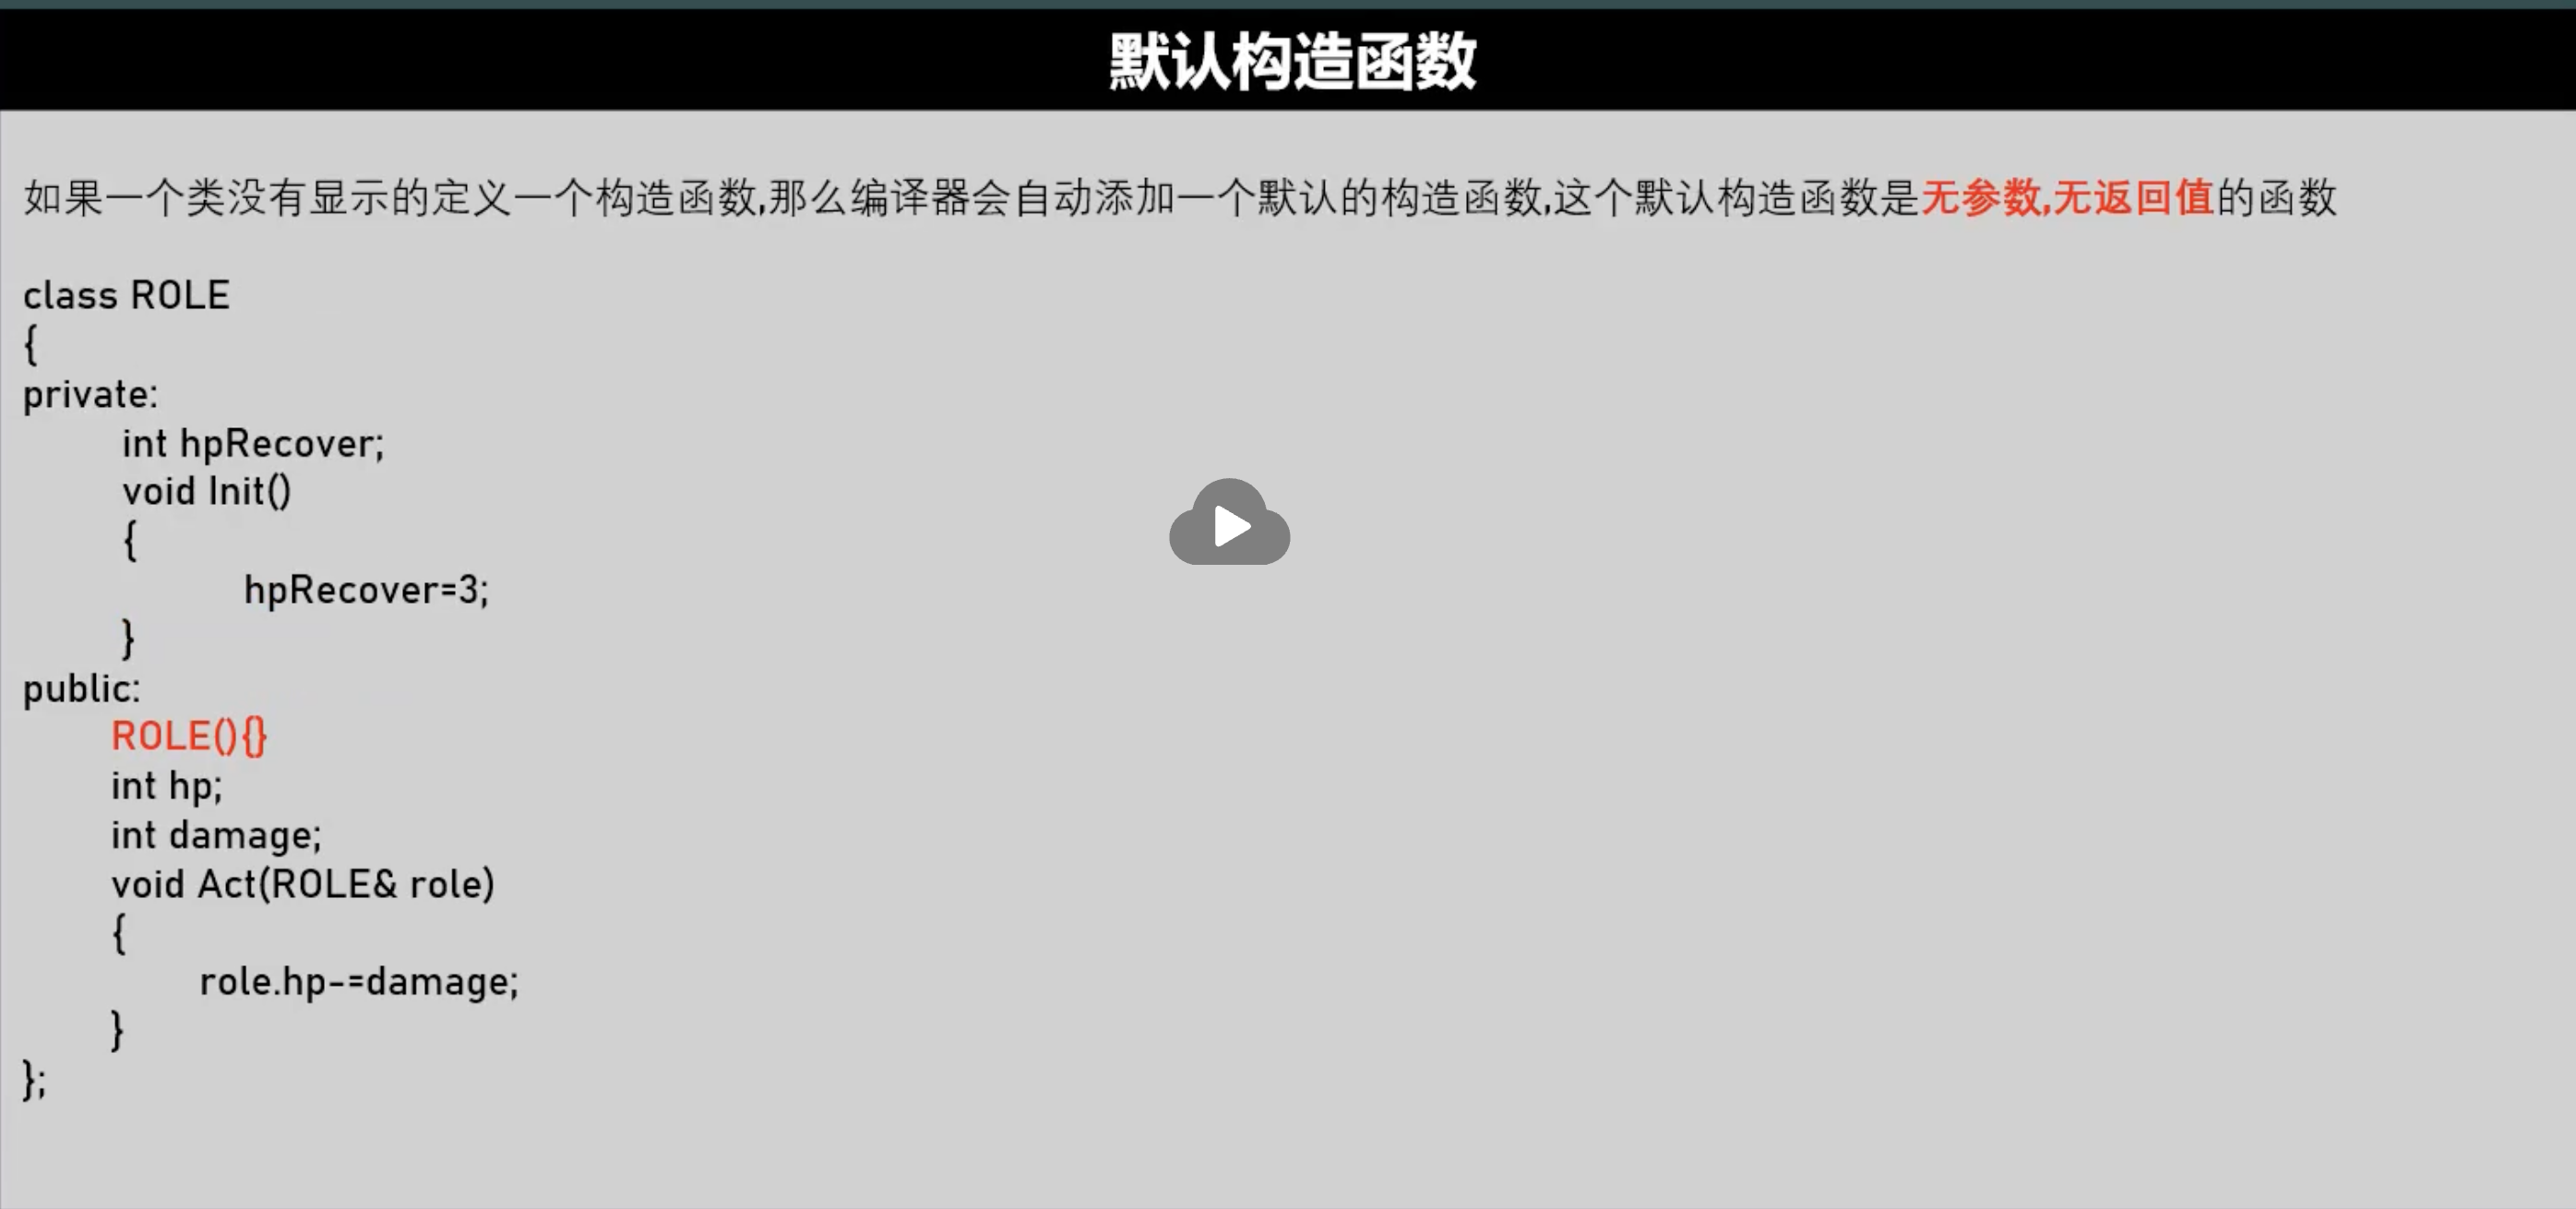 默认构造函数
如果一个类没有显示的定义一个构造函数,那么编译器会自动添加一个默认的构造函数,这个默认构造函数是无参数,无返回值的函数
class ROLE
{
private:
int hpRecover;
void Init()
{
hpRecover=3;
}
public:
ROLE(){}
int hp;
int damage;
void Act(ROLE& role)
{
role.hp-=damage;
}
};